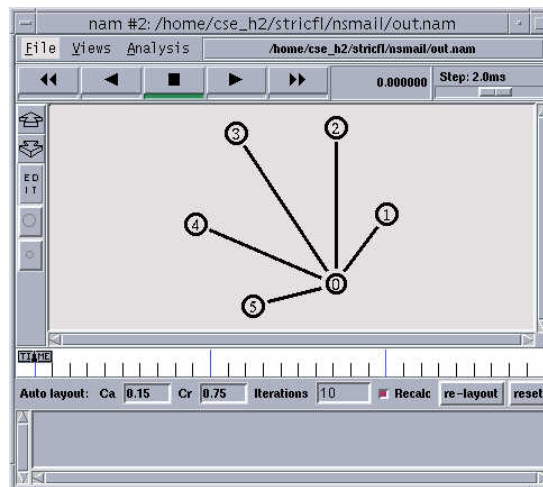 nam #2: /home/cse_h2/stricfl/nsmail/out.nam
File Views Analysis /home/cse_h2/stricfl/nsmail/out.nam
0.000000 Step: 2.0ms
ED
IT
3
2
1
4
0
5
TIME
Auto layout: Ca 0.15 Cr 0.75 Iterations 10 Recalc re-layout reset